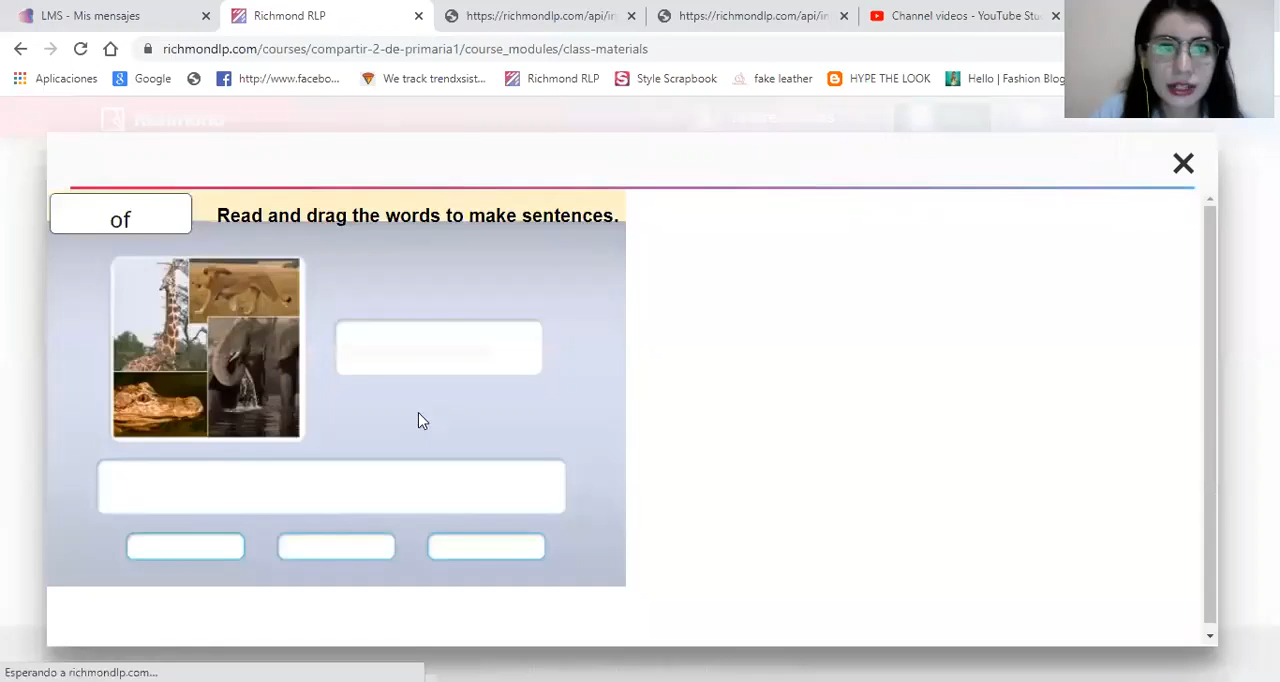 LMS - Mis mensajes
Richmond RLP
https://richmondlp.com/api/in
https://richmondlp.com/api/in
Channel videos - YouTube Stu
richmondlp.com/courses/compartir-2-de-primaria1/course_modules/class-materials
Aplicaciones
Google
http://www.facebo...
We track trendxsist...
Richmond RLP
Style Scrapbook
fake leather
HYPE THE LOOK
Hello | Fashion Blog
Richmond
of
Read and drag the words to make sentences.
Esperando a richmondlp.com...